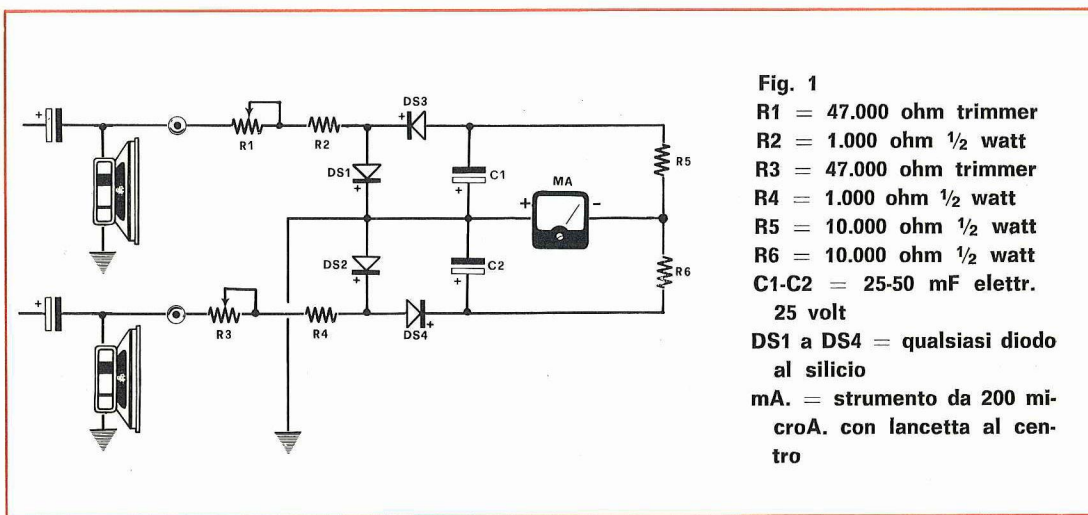 Fig. 1
R1 = 47.000 ohm trimmer
R2 = 1.000 ohm ½ watt
R3 = 47.000 ohm trimmer
R4 = 1.000 ohm ½ watt
R5 = 10.000 ohm ½ watt
R6 = 10.000 ohm ½ watt
C1-C2 = 25-50 mF elettr.
25 volt
DS1 a DS4 = qualsiasi diodo
al silicio
mA. = strumento da 200 mi-
croA. con lancetta al cen-
tro
+
R1
R2
DS3
+
DS1
+
C1
+
MA
+
-
R5
DS2
+
C2
+
R6
+
R3
R4
DS4
+